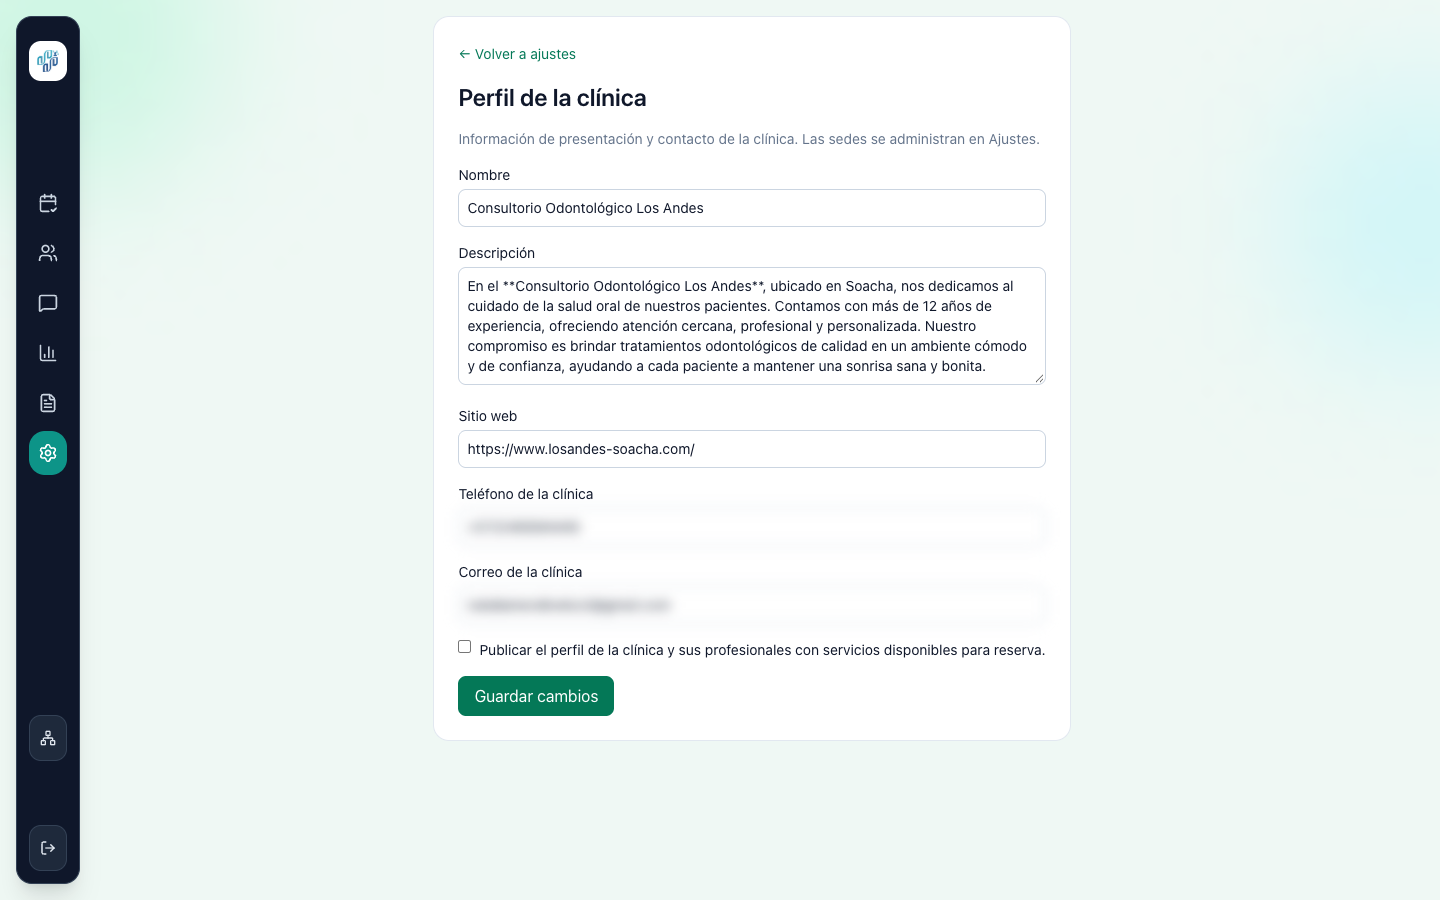 ← Volver a ajustes
Perfil de la clínica
Información de presentación y contacto de la clínica. Las sedes se administran en Ajustes.
Nombre
Consultorio Odontológico Los Andes
Descripción
En el **Consultorio Odontológico Los Andes**, ubicado en Soacha, nos dedicamos al
cuidado de la salud oral de nuestros pacientes. Contamos con más de 12 años de
experiencia, ofreciendo atención cercana, profesional y personalizada. Nuestro
compromiso es brindar tratamientos odontológicos de calidad en un ambiente cómodo
y de confianza, ayudando a cada paciente a mantener una sonrisa sana y bonita.
Sitio web
https://www.losandes-soacha.com/
Teléfono de la clínica
Correo de la clínica
Publicar el perfil de la clínica y sus profesionales con servicios disponibles para reserva.
Guardar cambios